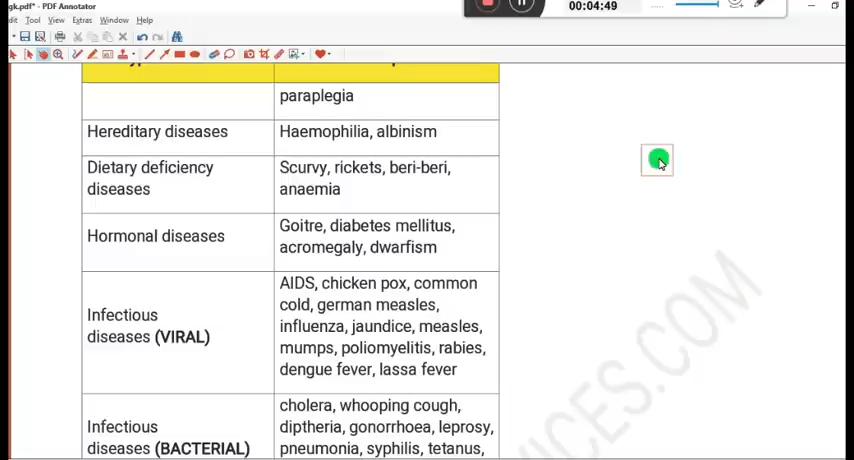 gk.pdf* - PDF Annotator
00:04:49
dit Tool View Extras Window Help
paraplegia
Hereditary diseases
Haemophilia, albinism
Dietary deficiency
diseases
Scurvy, rickets, beri-beri,
anaemia
Hormonal diseases
Goitre, diabetes mellitus,
acromegaly, dwarfism
Infectious
diseases (VIRAL)
AIDS, chicken pox, common
cold, german measles,
influenza, jaundice, measles,
mumps, poliomyelitis, rabies,
dengue fever, lassa fever
Infectious
diseases (BACTERIAL)
cholera, whooping cough,
diptheria, gonorrhoea, leprosy,
pneumonia, syphilis, tetanus,
ICES.COM